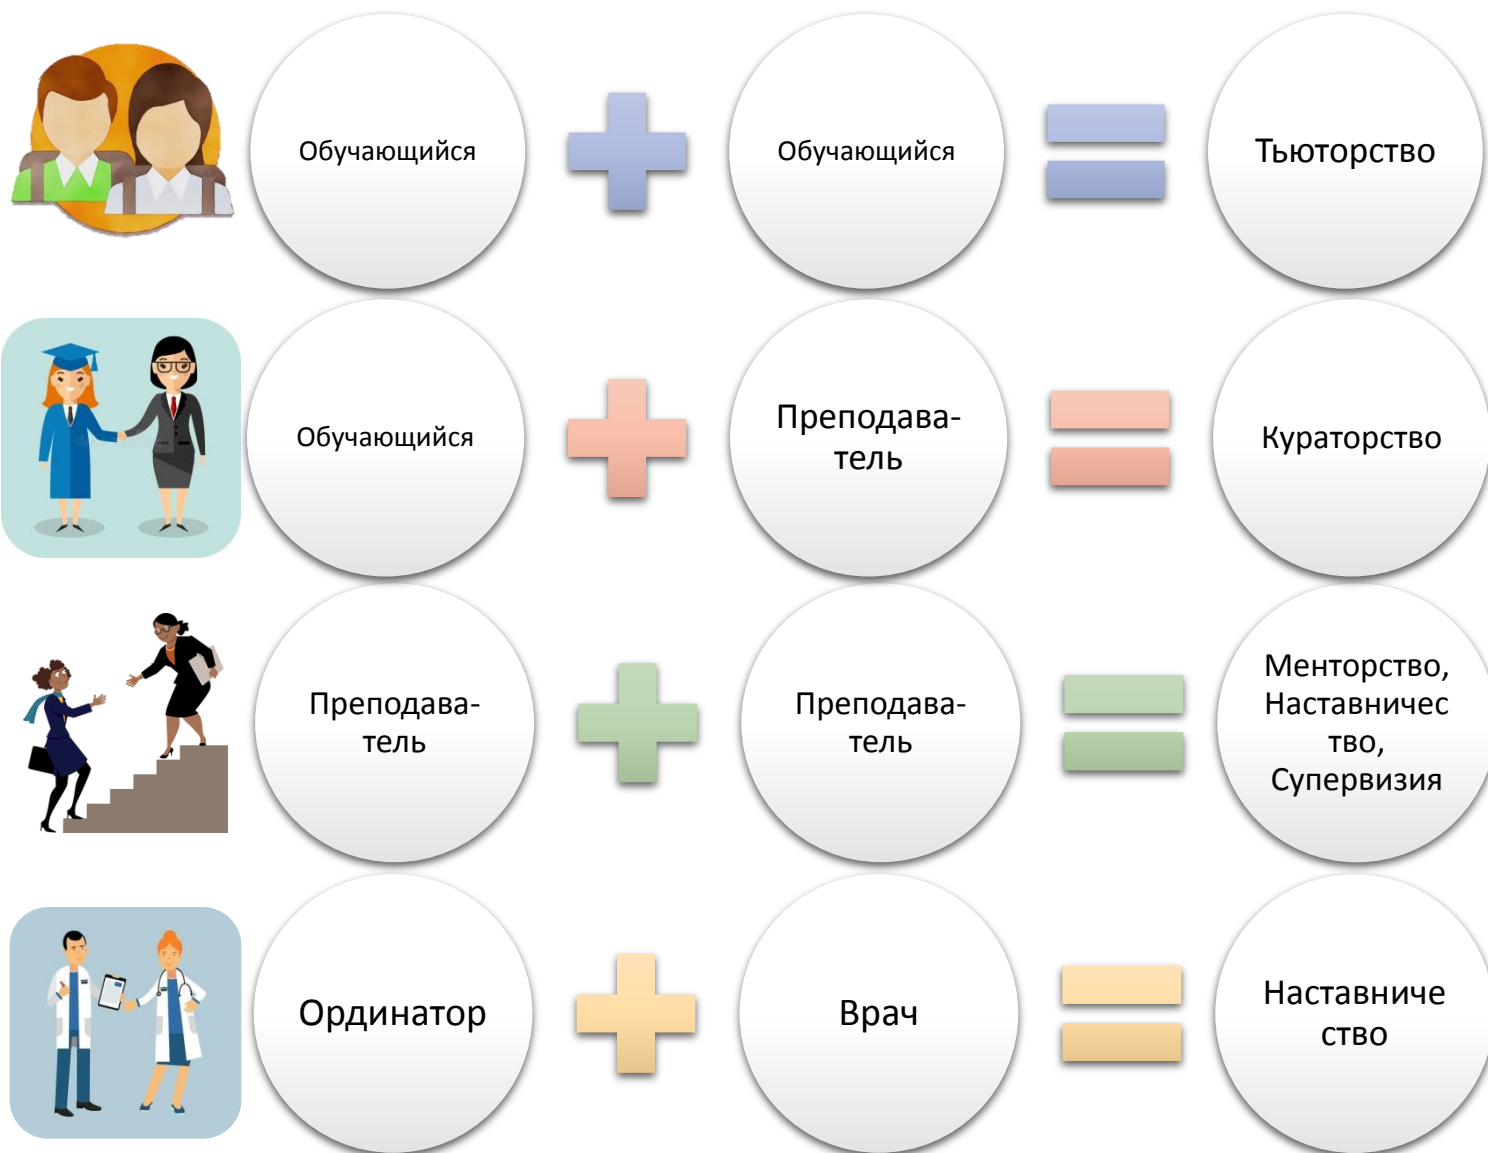 Обучающийся
Обучающийся
Тьюторство
Обучающийся
Преподава-
тель
Кураторство
Преподава-
тель
Преподава-
тель
Менторство,
Наставничес
тво,
Супервизия
Ординатор
Врач
Наставниче
ство